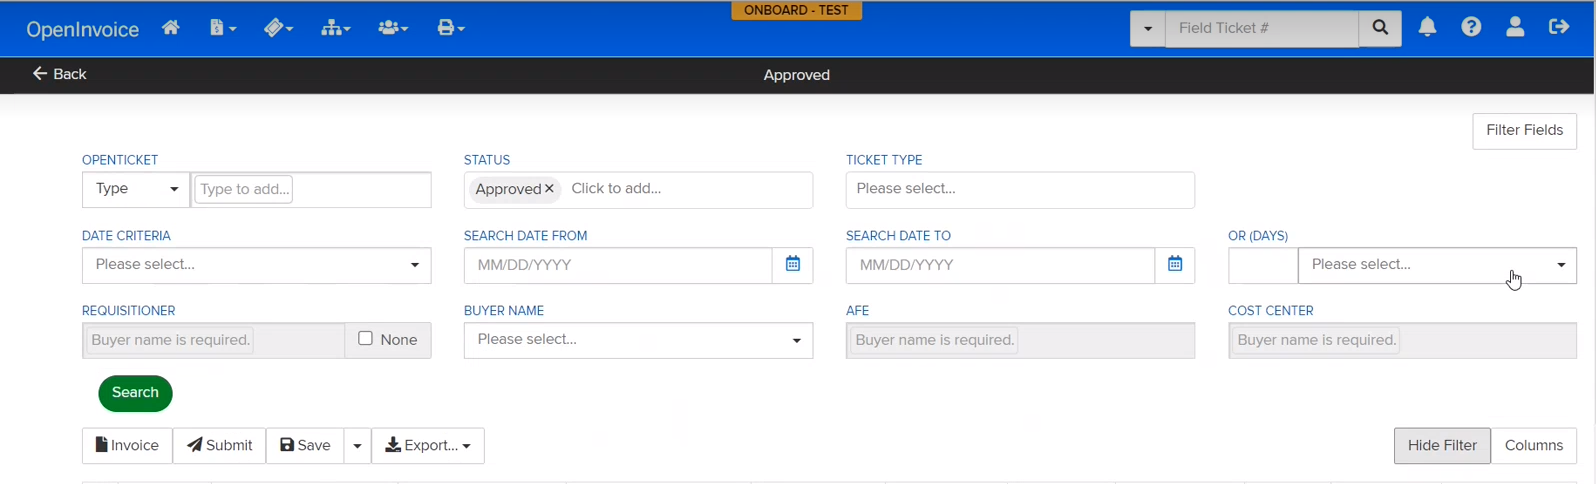 ONBOARD - TEST
OpenInvoice
Field Ticket #
Back
Approved
Filter Fields
OPENTICKET
STATUS
TICKET TYPE
Type
Type to add...
Approved
Click to add...
Please select...
DATE CRITERIA
SEARCH DATE FROM
SEARCH DATE TO
OR (DAYS)
Please select...
MM/DD/YYYY
MM/DD/YYYY
Please select...
REQUISITIONER
BUYER NAME
AFE
COST CENTER
Buyer name is required.
None
Please select...
Buyer name is required.
Buyer name is required.
Search
Invoice
Submit
Save
Export...
Hide Filter
Columns